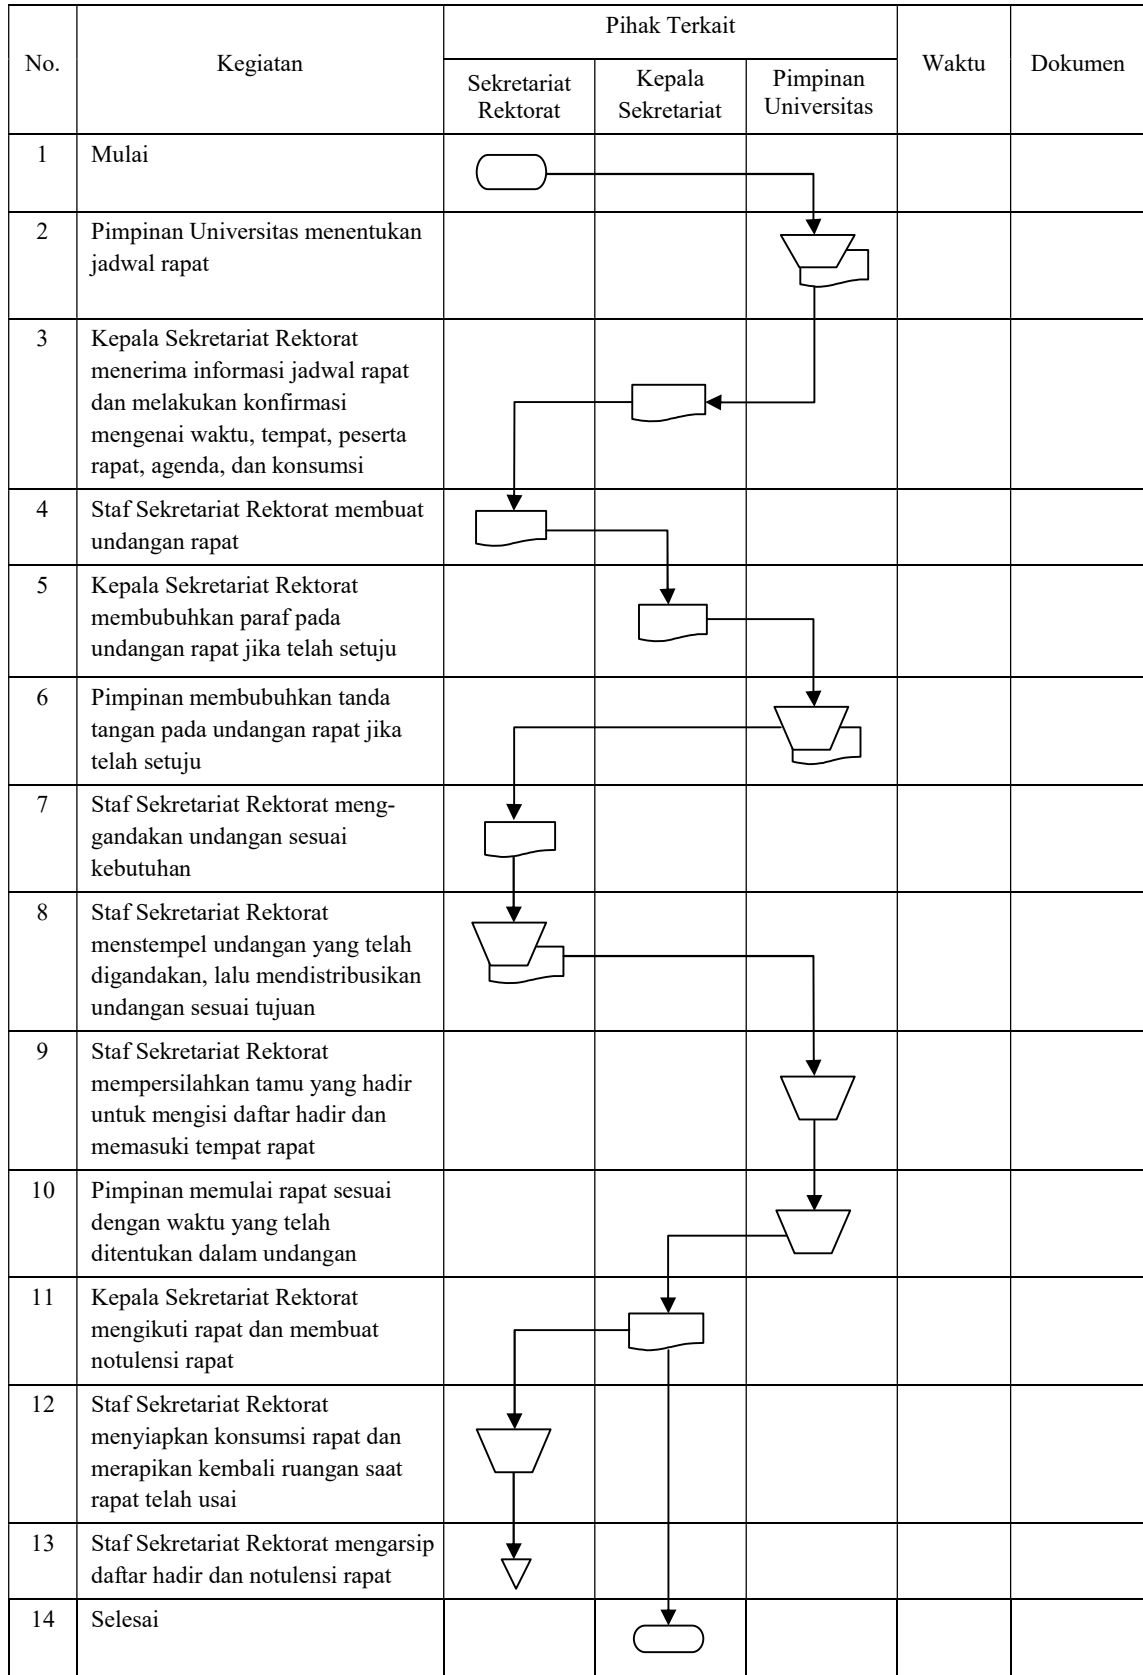 No.
Kegiatan
Pihak Terkait
Waktu
Dokumen
Sekretariat
Rektorat
Kepala
Sekretariat
Pimpinan
Universitas
1
Mulai
2
Pimpinan Universitas menentukan
jadwal rapat
3
Kepala Sekretariat Rektorat
menerima informasi jadwal rapat
dan melakukan konfirmasi
mengenai waktu, tempat, peserta
rapat, agenda, dan konsumsi
4
Staf Sekretariat Rektorat membuat
undangan rapat
5
Kepala Sekretariat Rektorat
membubuhkan paraf pada
undangan rapat jika telah setuju
6
Pimpinan membubuhkan tanda
tangan pada undangan rapat jika
telah setuju
7
Staf Sekretariat Rektorat meng-
gandakan undangan sesuai
kebutuhan
8
Staf Sekretariat Rektorat
menstempel undangan yang telah
digandakan, lalu mendistribusikan
undangan sesuai tujuan
9
Staf Sekretariat Rektorat
mempersilahkan tamu yang hadir
untuk mengisi daftar hadir dan
memasuki tempat rapat
10
Pimpinan memulai rapat sesuai
dengan waktu yang telah
ditentukan dalam undangan
11
Kepala Sekretariat Rektorat
mengikuti rapat dan membuat
notulensi rapat
12
Staf Sekretariat Rektorat
menyiapkan konsumsi rapat dan
merapikan kembali ruangan saat
rapat telah usai
13
Staf Sekretariat Rektorat mengarsip
daftar hadir dan notulensi rapat
14
Selesai